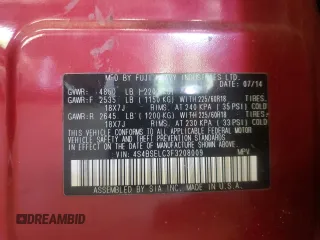 MFD BY FUJI HEAVY INDUSTRIES LTD.
DATE 07/14
GVWR: 4850 LB
GAWR:F 2535 LB (1150 KG) WITH 225/60R18
18X7J RIMS AT 240 KPA (35 PSI) COLD
GAWR:R 2645 LB (1200 KG) WITH 225/60R18
18X7J RIMS AT 230 KPA (33 PSI) COLD
THIS VEHICLE CONFORMS TO ALL APPLICABLE
FEDERAL MOTOR VEHICLE SAFETY, BUMPER, AND
THEFT PREVENTION STANDARDS IN EFFECT ON
THE DATE OF MANUFACTURE SHOWN ABOVE.
VIN: 4S4BSELC3F3208009 MPV
ASSEMBLED BY SIA INC. MADE IN U.S.A.
DREAMBID